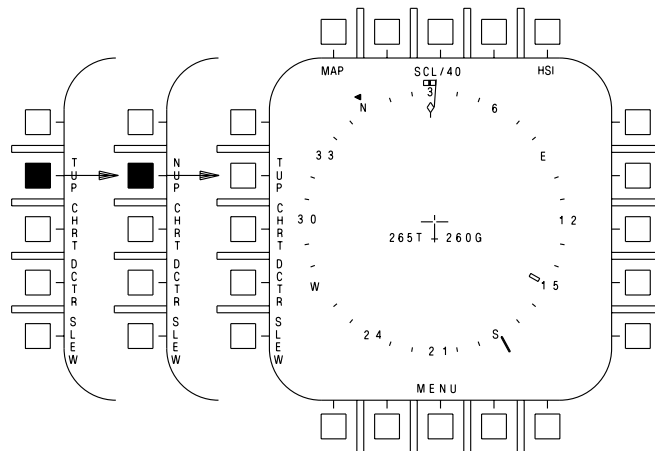 MAP SCL/40 HSI
TUP CHRT DCTR SLEW
NUP CHRT DCTR SLEW
TUP CHRT DCTR SLEW
N 3 6
33 E
30 12
265T 260G
W 15
24 21 S
MENU